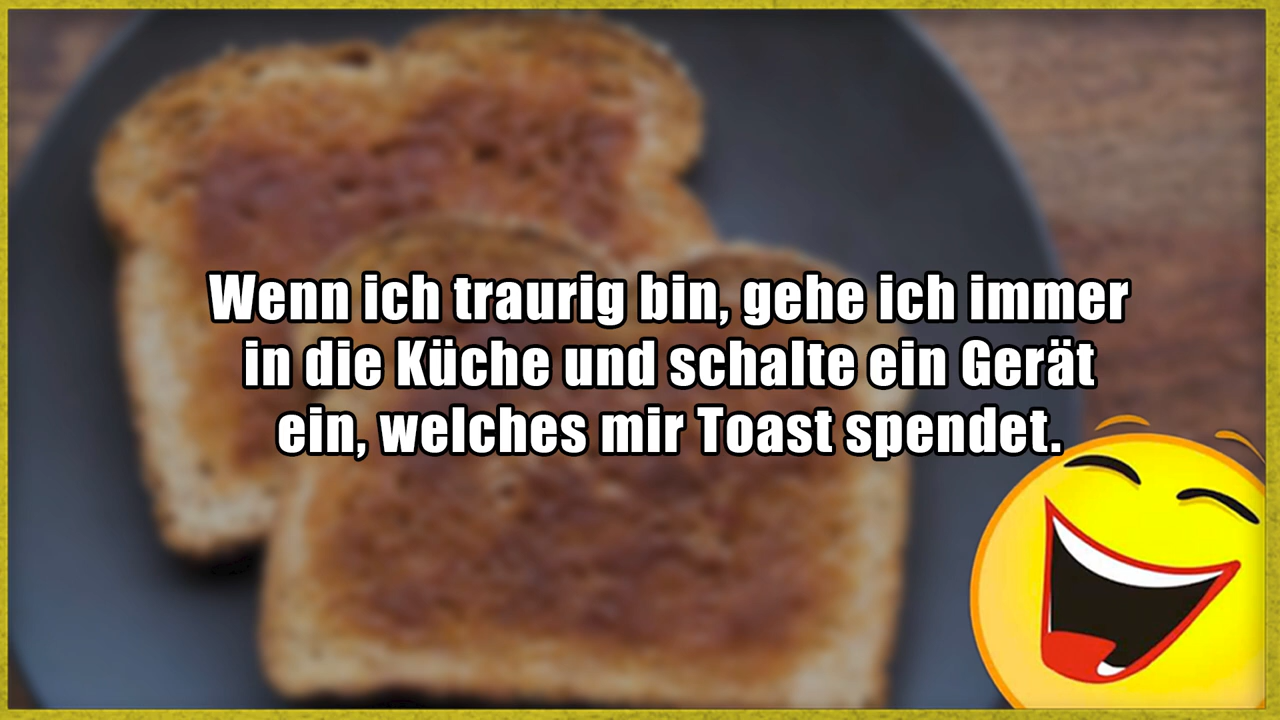 Wenn ich traurig bin, gehe ich immer
in die Küche und schalte ein Gerät
ein, welches mir Toast spendet.